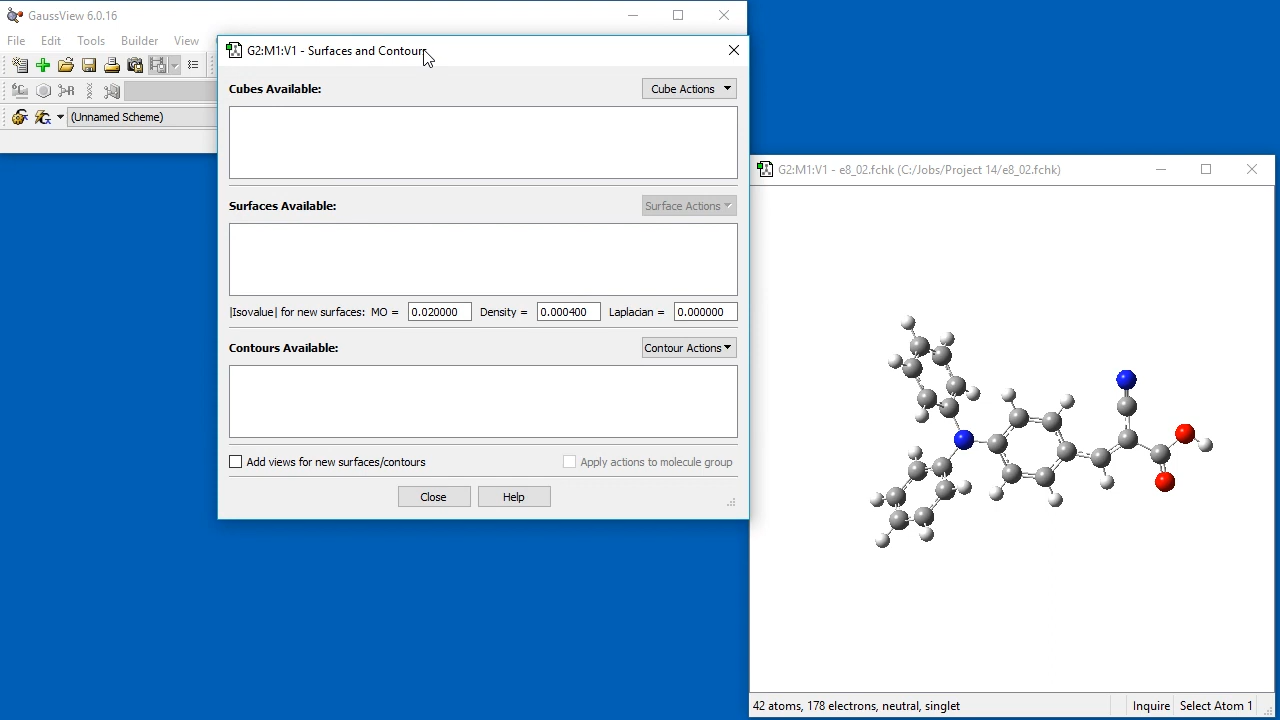 GaussView 6.0.16
File Edit Tools Builder View
(Unnamed Scheme)
G2:M1:V1 - Surfaces and Contours
Cubes Available:
Cube Actions
Surfaces Available:
Surface Actions
|Isovalue| for new surfaces: MO = 0.020000 Density = 0.000400 Laplacian = 0.000000
Contours Available:
Contour Actions
Add views for new surfaces/contours
Apply actions to molecule group
Close Help
G2:M1:V1 - e8_02.fchk (C:/Jobs/Project 14/e8_02.fchk)
42 atoms, 178 electrons, neutral, singlet
Inquire
Select Atom 1